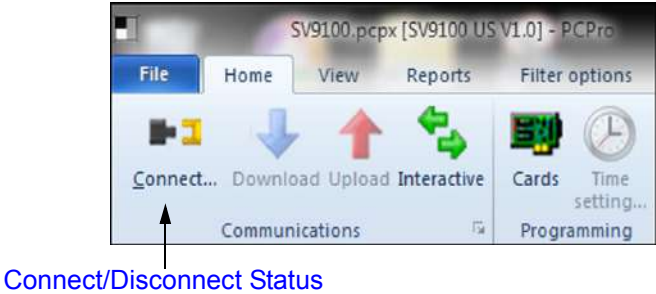 SV9100.pcpx [SV9100 US V1.0] - PCPro
File Home View Reports Filter options
Connect... Download Upload Interactive Cards Time setting...
Communications Programming
Connect/Disconnect Status